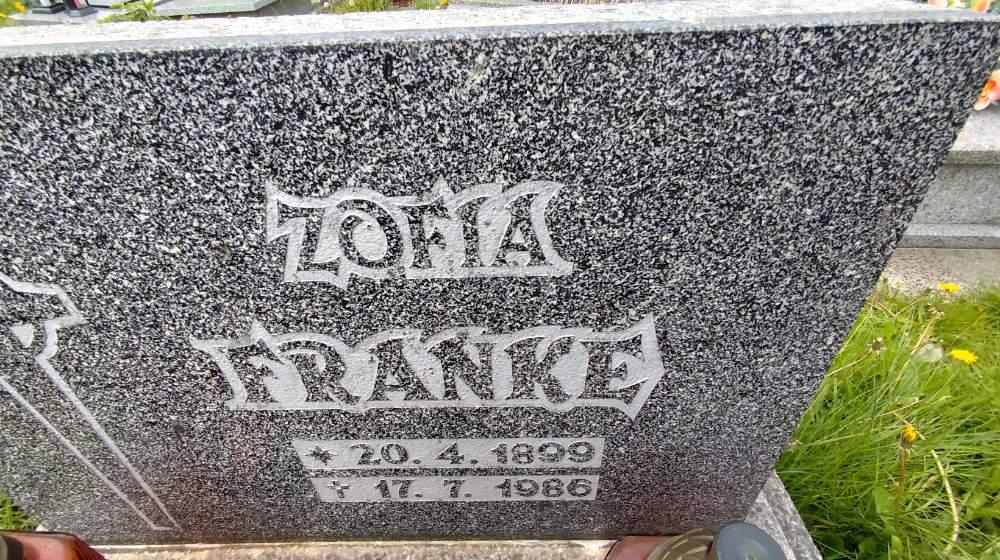 ZOFIA
FRANKE
* 20. 4. 1899
† 17. 7. 1986